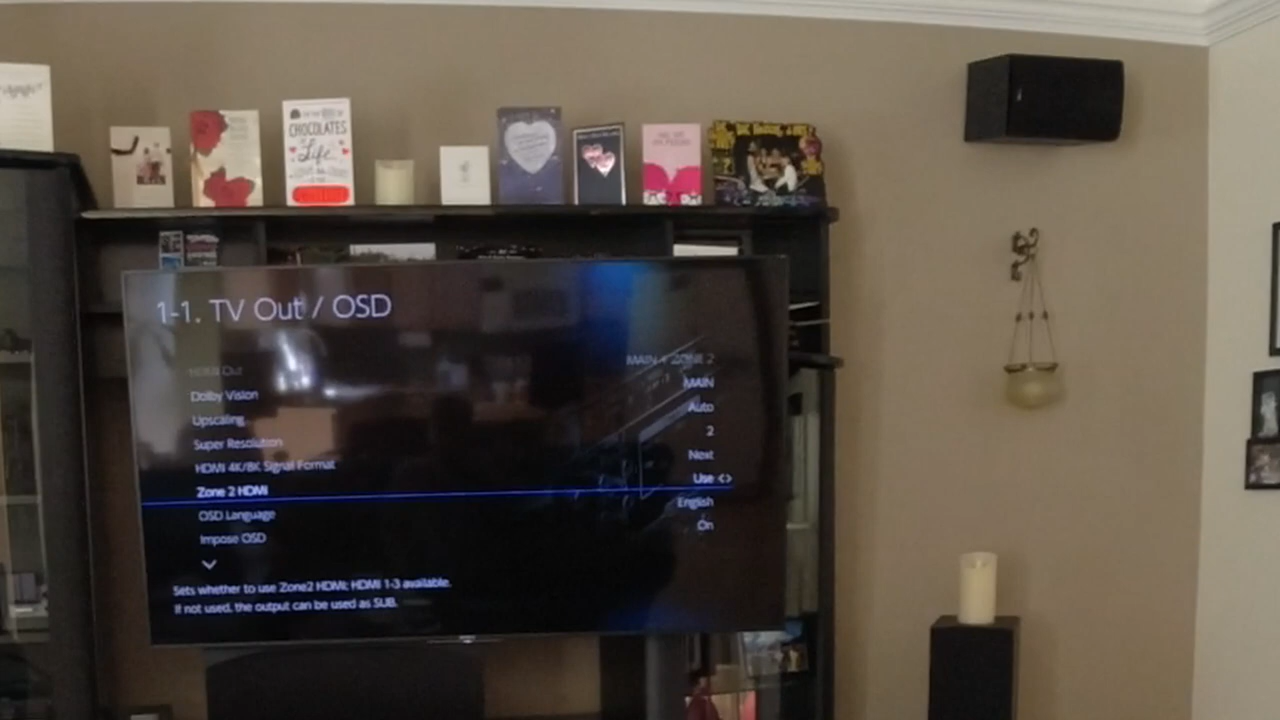 CHOCOLATES
Life
1-1. TV Out / OSD
HDMI Out MAIN + ZONE 2
Dolby Vision MAIN
Upscaling Auto
Super Resolution 2
HDMI 4K/8K Signal Format Next
Zone 2 HDMI Use <>
OSD Language English
Impose OSD On
Sets whether to use Zone2 HDMI; HDMI 1-3 available.
If not used, the output can be used as SUB.